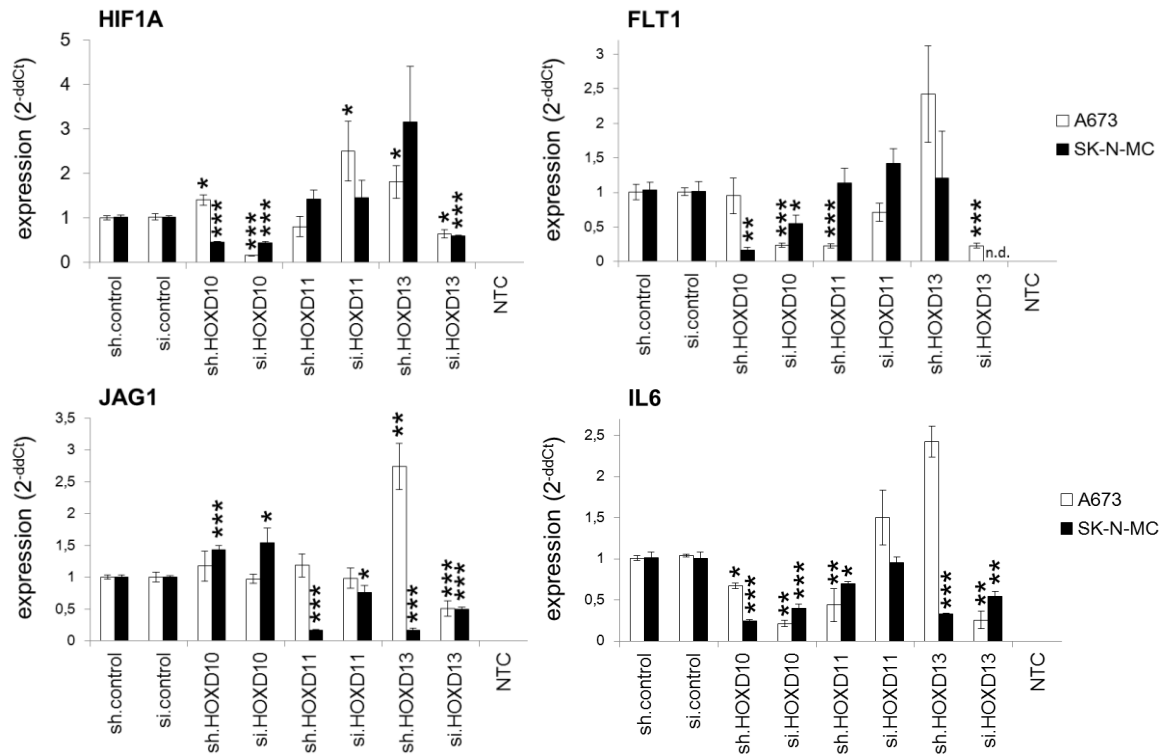 HIF1A
expression (2-ddCt)
5
4
3
2
1
0
*
***
***
***
*
*
*
***
sh.control
si.control
sh.HOXD10
si.HOXD10
sh.HOXD11
si.HOXD11
sh.HOXD13
si.HOXD13
NTC
FLT1
expression (2-ddCt)
3
2,5
2
1,5
1
0,5
0
**
***
*
***
***
n.d.
sh.control
si.control
sh.HOXD10
si.HOXD10
sh.HOXD11
si.HOXD11
sh.HOXD13
si.HOXD13
NTC
A673
SK-N-MC
JAG1
expression (2-ddCt)
3,5
3
2,5
2
1,5
1
0,5
0
***
*
***
*
**
***
***
***
sh.control
si.control
sh.HOXD10
si.HOXD10
sh.HOXD11
si.HOXD11
sh.HOXD13
si.HOXD13
NTC
IL6
expression (2-ddCt)
2,5
2
1,5
1
0,5
0
*
***
**
***
**
*
***
**
**
sh.control
si.control
sh.HOXD10
si.HOXD10
sh.HOXD11
si.HOXD11
sh.HOXD13
si.HOXD13
NTC
A673
SK-N-MC